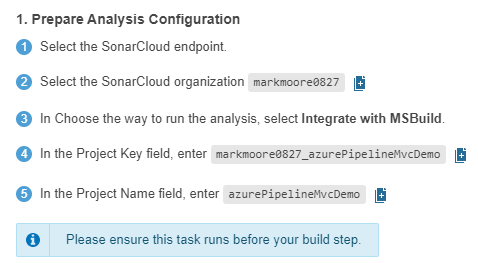 1. Prepare Analysis Configuration
1 Select the SonarCloud endpoint.
2 Select the SonarCloud organization markmoore0827
3 In Choose the way to run the analysis, select Integrate with MSBuild.
4 In the Project Key field, enter markmoore0827_azurePipelineMvcDemo
5 In the Project Name field, enter azurePipelineMvcDemo
Please ensure this task runs before your build step.